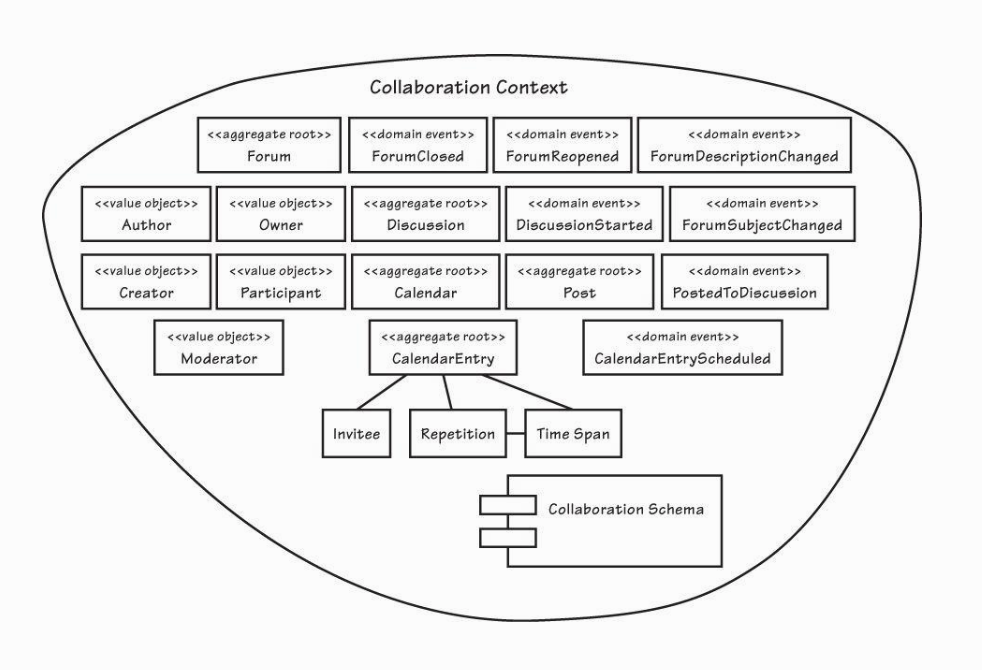 Collaboration Context
<<aggregate root>>
Forum
<<domain event>>
ForumClosed
<<domain event>>
ForumReopened
<<domain event>>
ForumDescriptionChanged
<<value object>>
Author
<<value object>>
Owner
<<aggregate root>>
Discussion
<<domain event>>
DiscussionStarted
<<domain event>>
ForumSubjectChanged
<<value object>>
Creator
<<value object>>
Participant
<<aggregate root>>
Calendar
<<aggregate root>>
Post
<<domain event>>
PostedToDiscussion
<<value object>>
Moderator
<<aggregate root>>
CalendarEntry
<<domain event>>
CalendarEntryScheduled
Invitee
Repetition
Time Span
Collaboration Schema